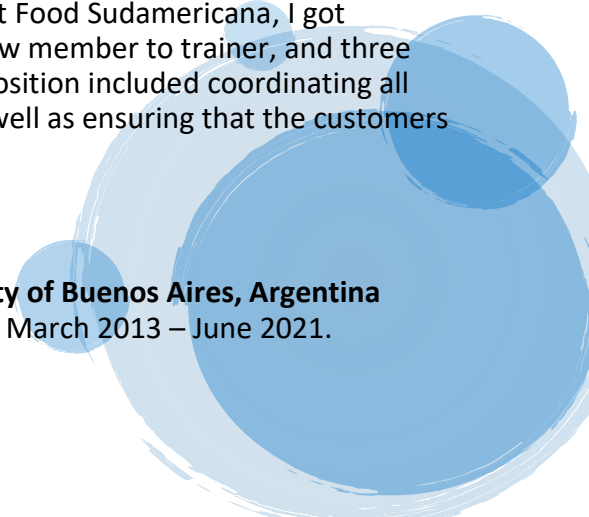 t Food Sudamericana, I got
w member to trainer, and three
osition included coordinating all
well as ensuring that the customers
ty of Buenos Aires, Argentina
March 2013 – June 2021.